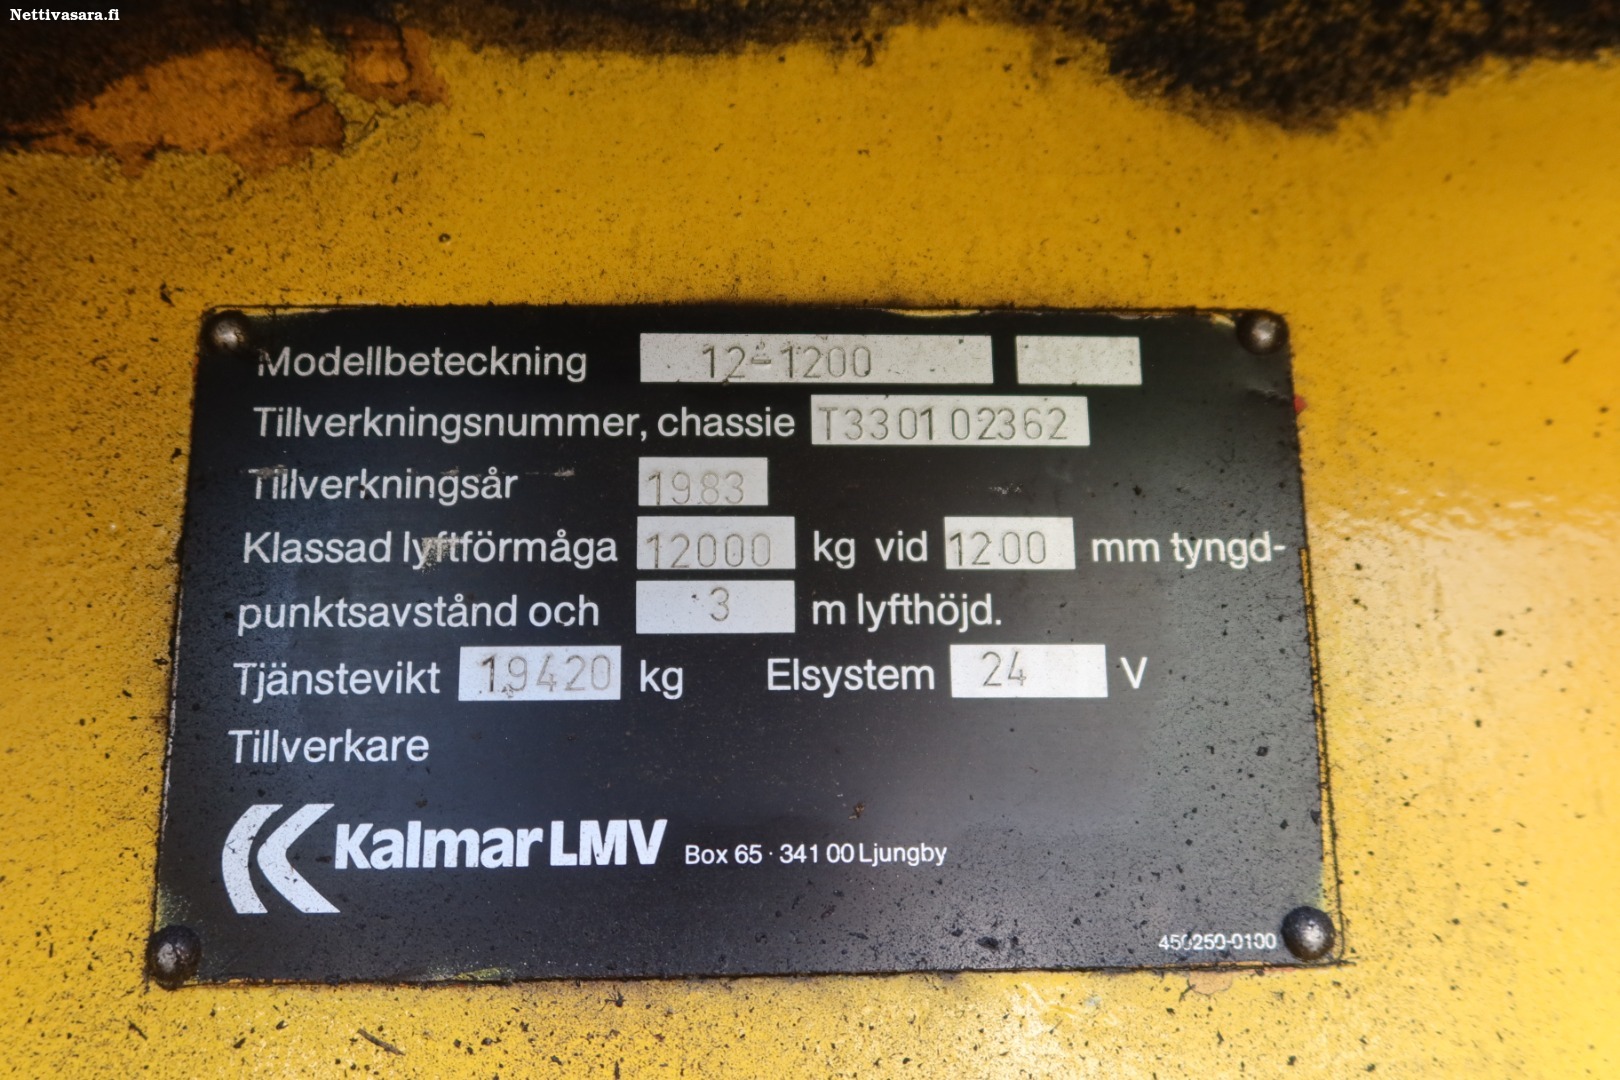 Nettivasara.fi
Modellbeteckning 12-1200
Tillverkningsnummer, chassie T3301 02362
Tillverkningsår 1983
Klassad lyftförmåga 12000 kg vid 1200 mm tyngd-
punktsavstånd och 3 m lyfthöjd.
Tjänstevikt 19420 kg Elsystem 24 V
Tillverkare
Kalmar LMV Box 65 · 341 00 Ljungby
450250-0100